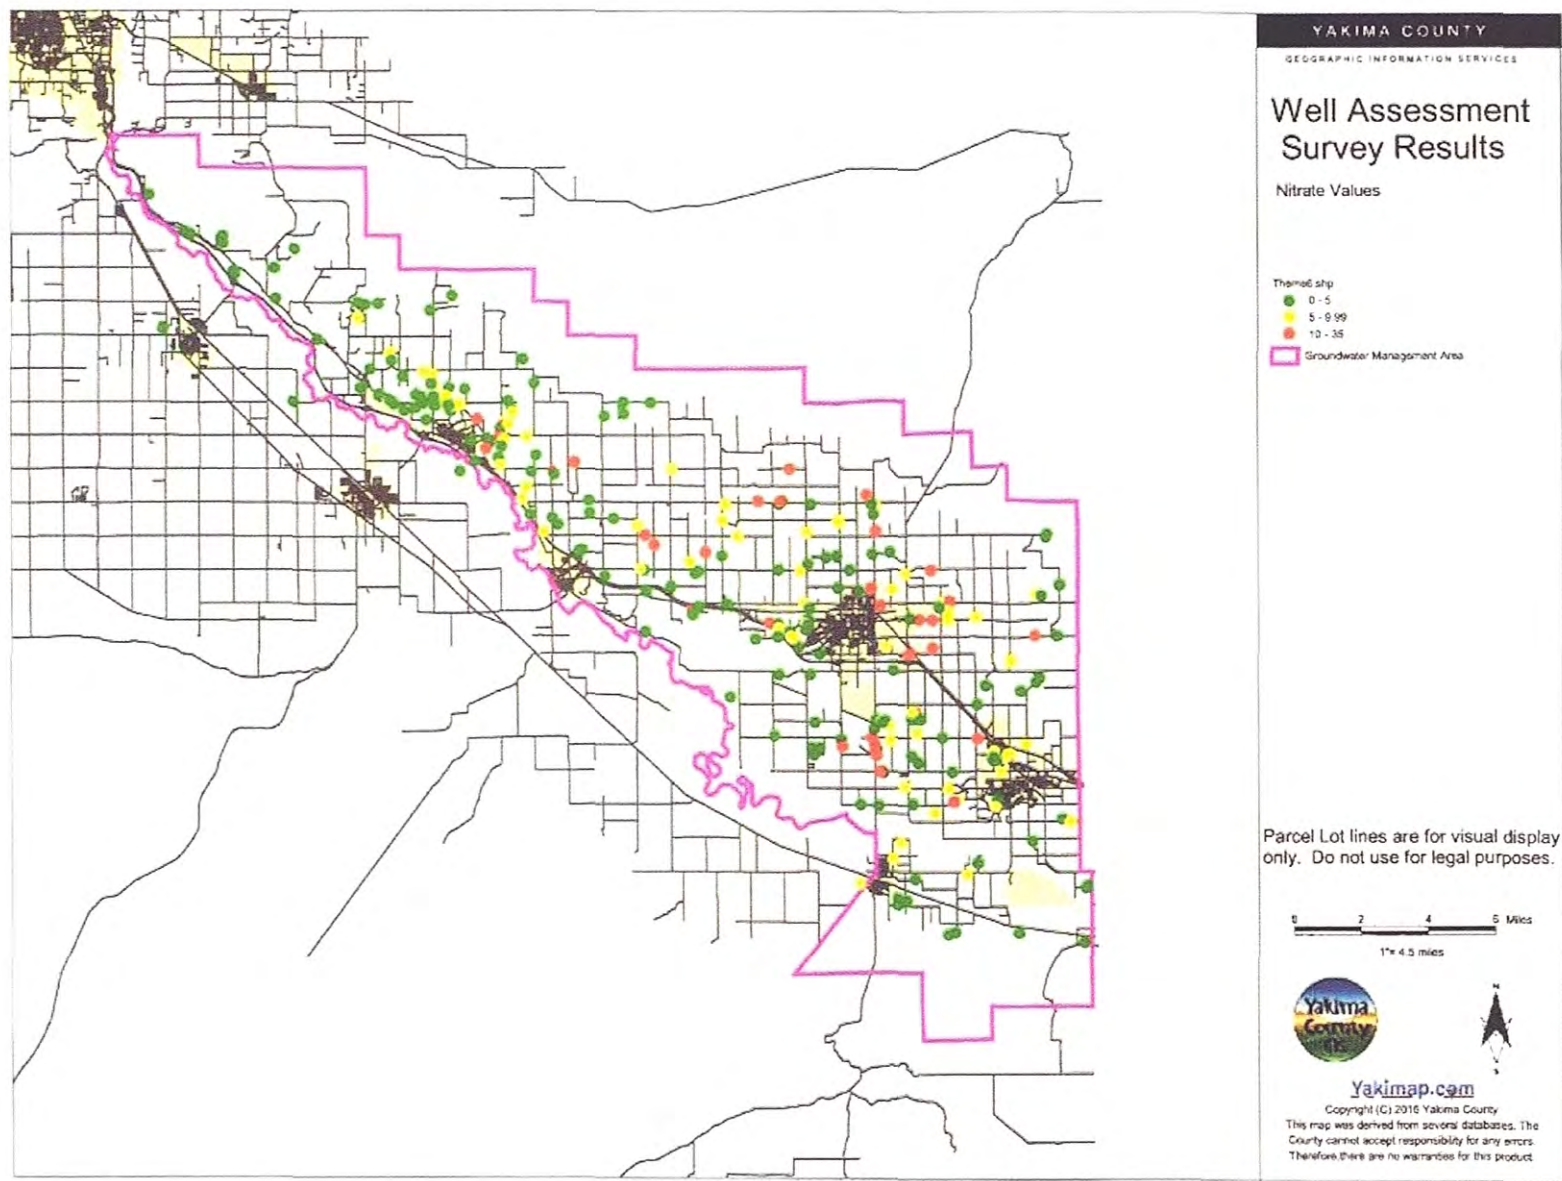 YAKIMA COUNTY
GEOGRAPHIC INFORMATION SERVICES
Well Assessment
Survey Results
Nitrate Values
Theme6.shp
0 - 5
5 - 9.99
10 - 35
Groundwater Management Area
Parcel Lot lines are for visual display
only. Do not use for legal purposes.
0 2 4 6 Miles
1"= 4.5 miles
N
Yakima
County
S
Yakimap.com
Copyright (C) 2016 Yakima County
This map was derived from several databases. The
County cannot accept responsibility for any errors.
Therefore, there are no warranties for this product.